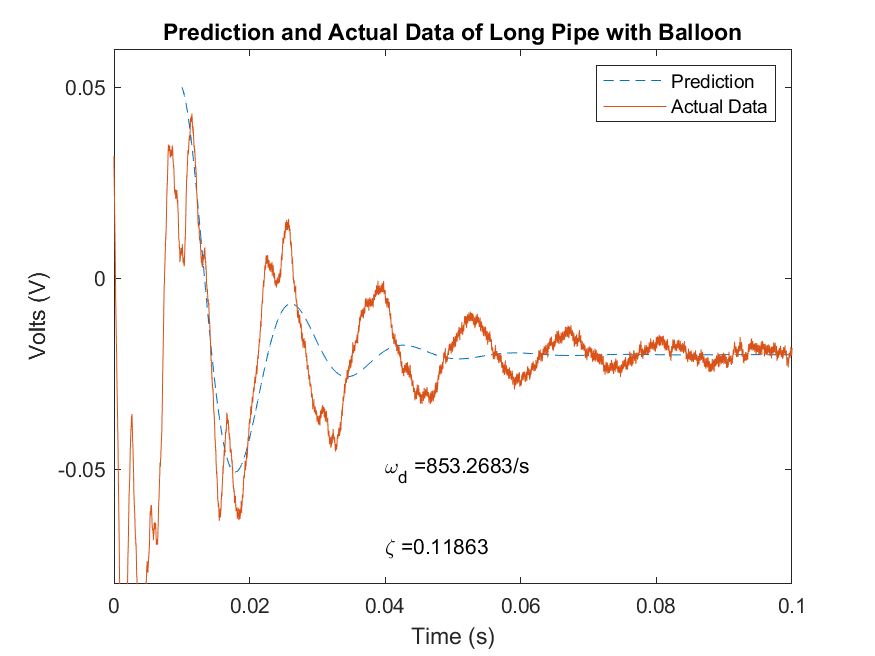 Prediction and Actual Data of Long Pipe with Balloon
Prediction
Actual Data
0.05
0
-0.05
Volts (V)
ω_d =853.2683/s
ζ =0.11863
0 0.02 0.04 0.06 0.08 0.1
Time (s)